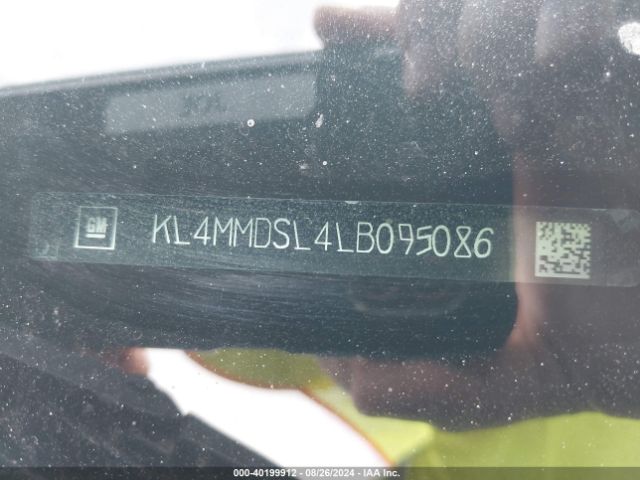 GM KL4MMDSL4LB095086
000-40199912 - 08/26/2024 - IAA Inc.